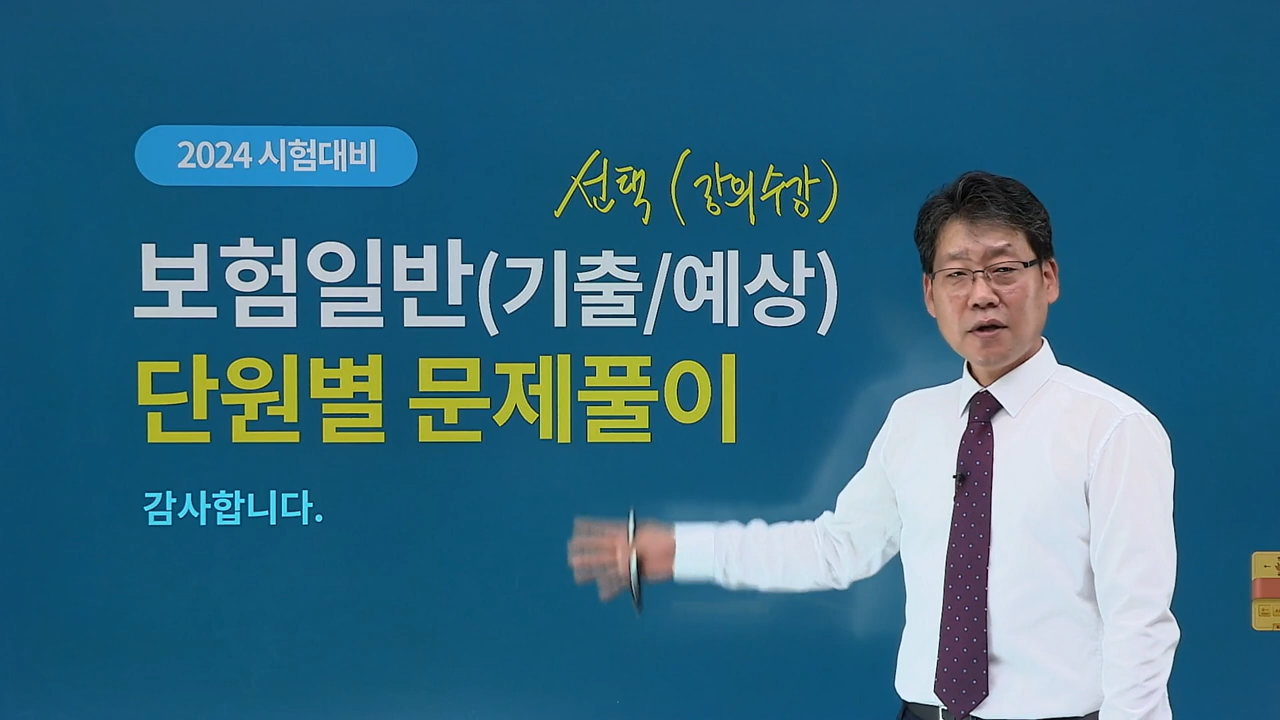 2024 시험대비
선택 (강의수강)
보험일반(기출/예상)
단원별 문제풀이
감사합니다.